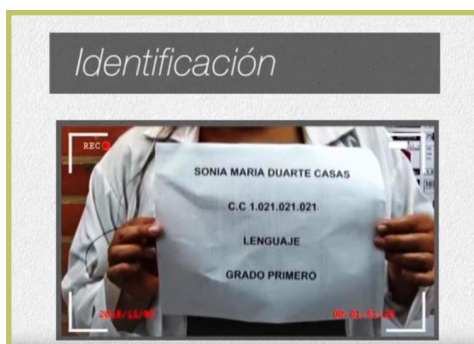 Identificación
REC
SONIA MARIA DUARTE CASAS
C.C 1.021.021.021
LENGUAJE
GRADO PRIMERO